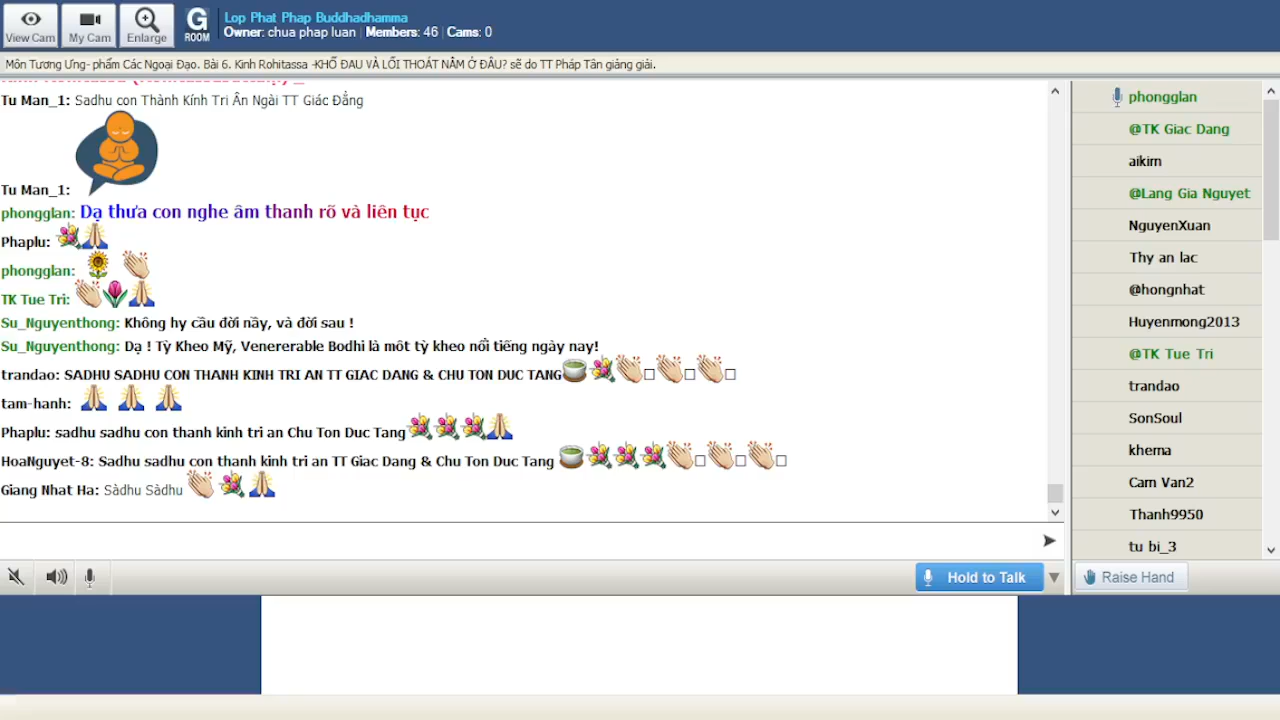 View Cam
My Cam
Enlarge
G
ROOM
Lop Phat Phap Buddhadhamma
Owner: chua phap luan | Members: 46 | Cams: 0
Môn Tương Ưng- phẩm Các Ngoại Đạo. Bài 6. Kinh Rohitassa -KHỔ ĐAU VÀ LỐI THOÁT NẰM Ở ĐÂU? sẽ do TT Pháp Tân giảng giải.
Tu Man_1: Sadhu con Thành Kính Tri Ân Ngài TT Giác Đẳng
Tu Man_1:
phongglan: Dạ thưa con nghe âm thanh rõ và liên tục
Phaplu:
phongglan:
TK Tue Tri:
Su_Nguyenthong: Không hy cầu đời nầy, và đời sau !
Su_Nguyenthong: Dạ ! Tỳ Kheo Mỹ, Venererable Bodhi là môt tỳ kheo nổi tiếng ngày nay!
trandao: SADHU SADHU CON THANH KINH TRI AN TT GIAC DANG & CHU TON DUC TANG
tam-hanh:
Phaplu: sadhu sadhu con thanh kinh tri an Chu Ton Duc Tang
HoaNguyet-8: Sadhu sadhu con thanh kinh tri an TT Giac Dang & Chu Ton Duc Tang
Giang Nhat Ha: Sàdhu Sàdhu
Hold to Talk
phongglan
@TK Giac Dang
aikim
@Lang Gia Nguyet
NguyenXuan
Thy an lac
@hongnhat
Huyenmong2013
@TK Tue Tri
trandao
SonSoul
khema
Cam Van2
Thanh9950
tu bi_3
Raise Hand